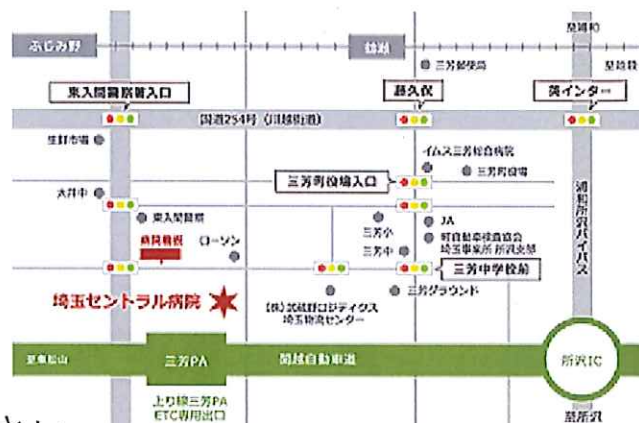 至浦和
ふじみ野
鶴瀬
至越谷
三芳郵便局
東入間警察署入口
藤久保
英インター
国道254号（川越街道）
生鮮市場
イムス三芳総合病院
三芳町役場入口
三芳町役場
大井中
浦和所沢バイパス
東入間警察
三芳小
JA
病院看板
ローソン
町自動車検査協会
埼玉事業所 所沢支部
三芳中
三芳中学校前
埼玉セントラル病院
(株)武蔵野ロジスティクス
埼玉物流センター
三芳グラウンド
至東松山
三芳PA
関越自動車道
所沢IC
上り線三芳PA
ETC専用出口
至所沢